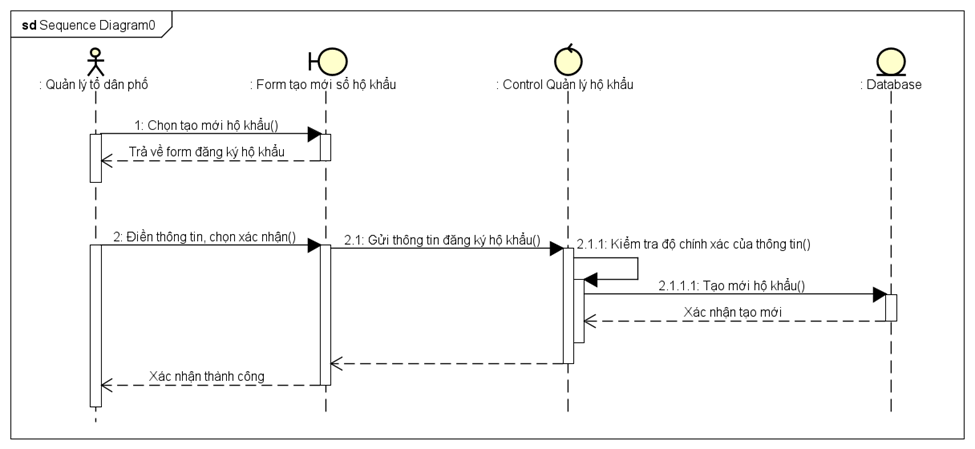 sd Sequence Diagram0
: Quản lý tổ dân phố
: Form tạo mới sổ hộ khẩu
: Control Quản lý hộ khẩu
: Database
1: Chọn tạo mới hộ khẩu()
Trả về form đăng ký hộ khẩu
2: Điền thông tin, chọn xác nhận()
2.1: Gửi thông tin đăng ký hộ khẩu()
2.1.1: Kiểm tra độ chính xác của thông tin()
2.1.1.1: Tạo mới hộ khẩu()
Xác nhận tạo mới
Xác nhận thành công